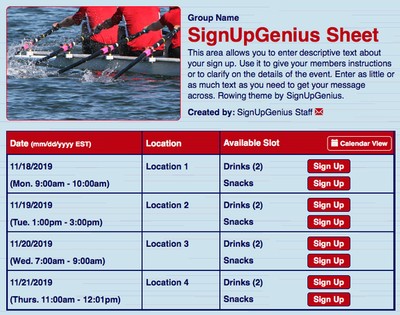 Group Name
SignUpGenius Sheet
This area allows you to enter descriptive text about
your sign up. Use it to give your members instructions
or to clarify on the details of the event. Enter as little or
as much text as you need to get your message
across. Rowing theme by SignUpGenius.
Created by: SignUpGenius Staff
Date (mm/dd/yyyy EST) Location Available Slot Calendar View
11/18/2019 Location 1 Drinks (2) Sign Up
(Mon. 9:00am - 10:00am) Snacks Sign Up
11/19/2019 Location 2 Drinks (2) Sign Up
(Tue. 1:00pm - 3:00pm) Snacks Sign Up
11/20/2019 Location 3 Drinks (2) Sign Up
(Wed. 7:00am - 9:00am) Snacks Sign Up
11/21/2019 Location 4 Drinks (2) Sign Up
(Thurs. 11:00am - 12:01pm) Snacks Sign Up